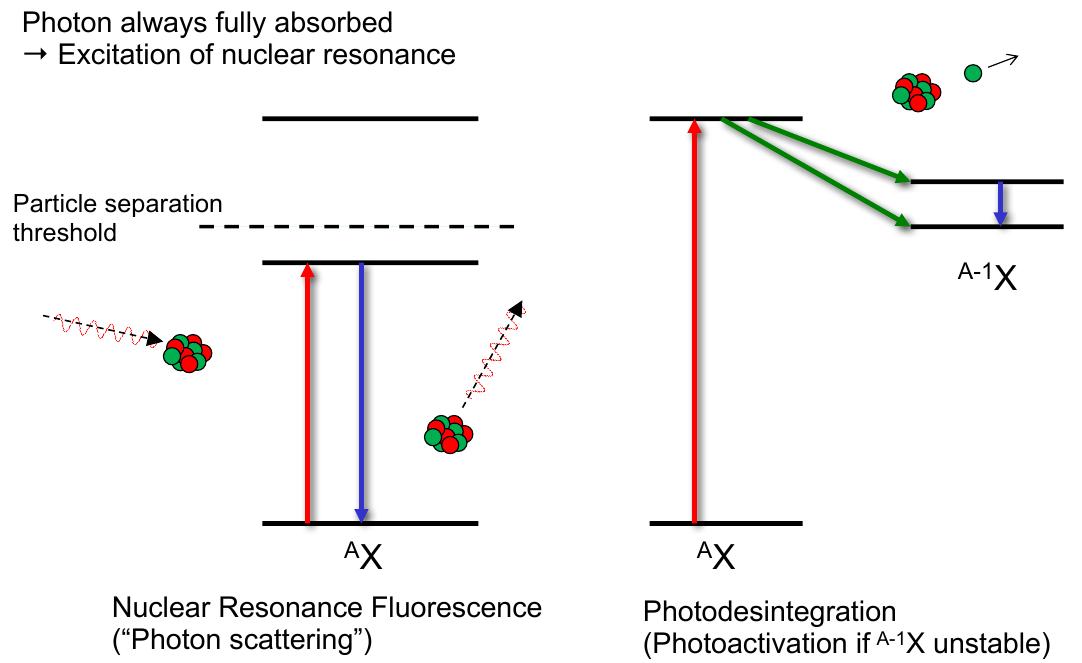 Photon always fully absorbed
→ Excitation of nuclear resonance
Particle separation
threshold
ᴬX
Nuclear Resonance Fluorescence
(“Photon scattering”)
ᴬX
ᴬ⁻¹X
Photodesintegration
(Photoactivation if ᴬ⁻¹X unstable)